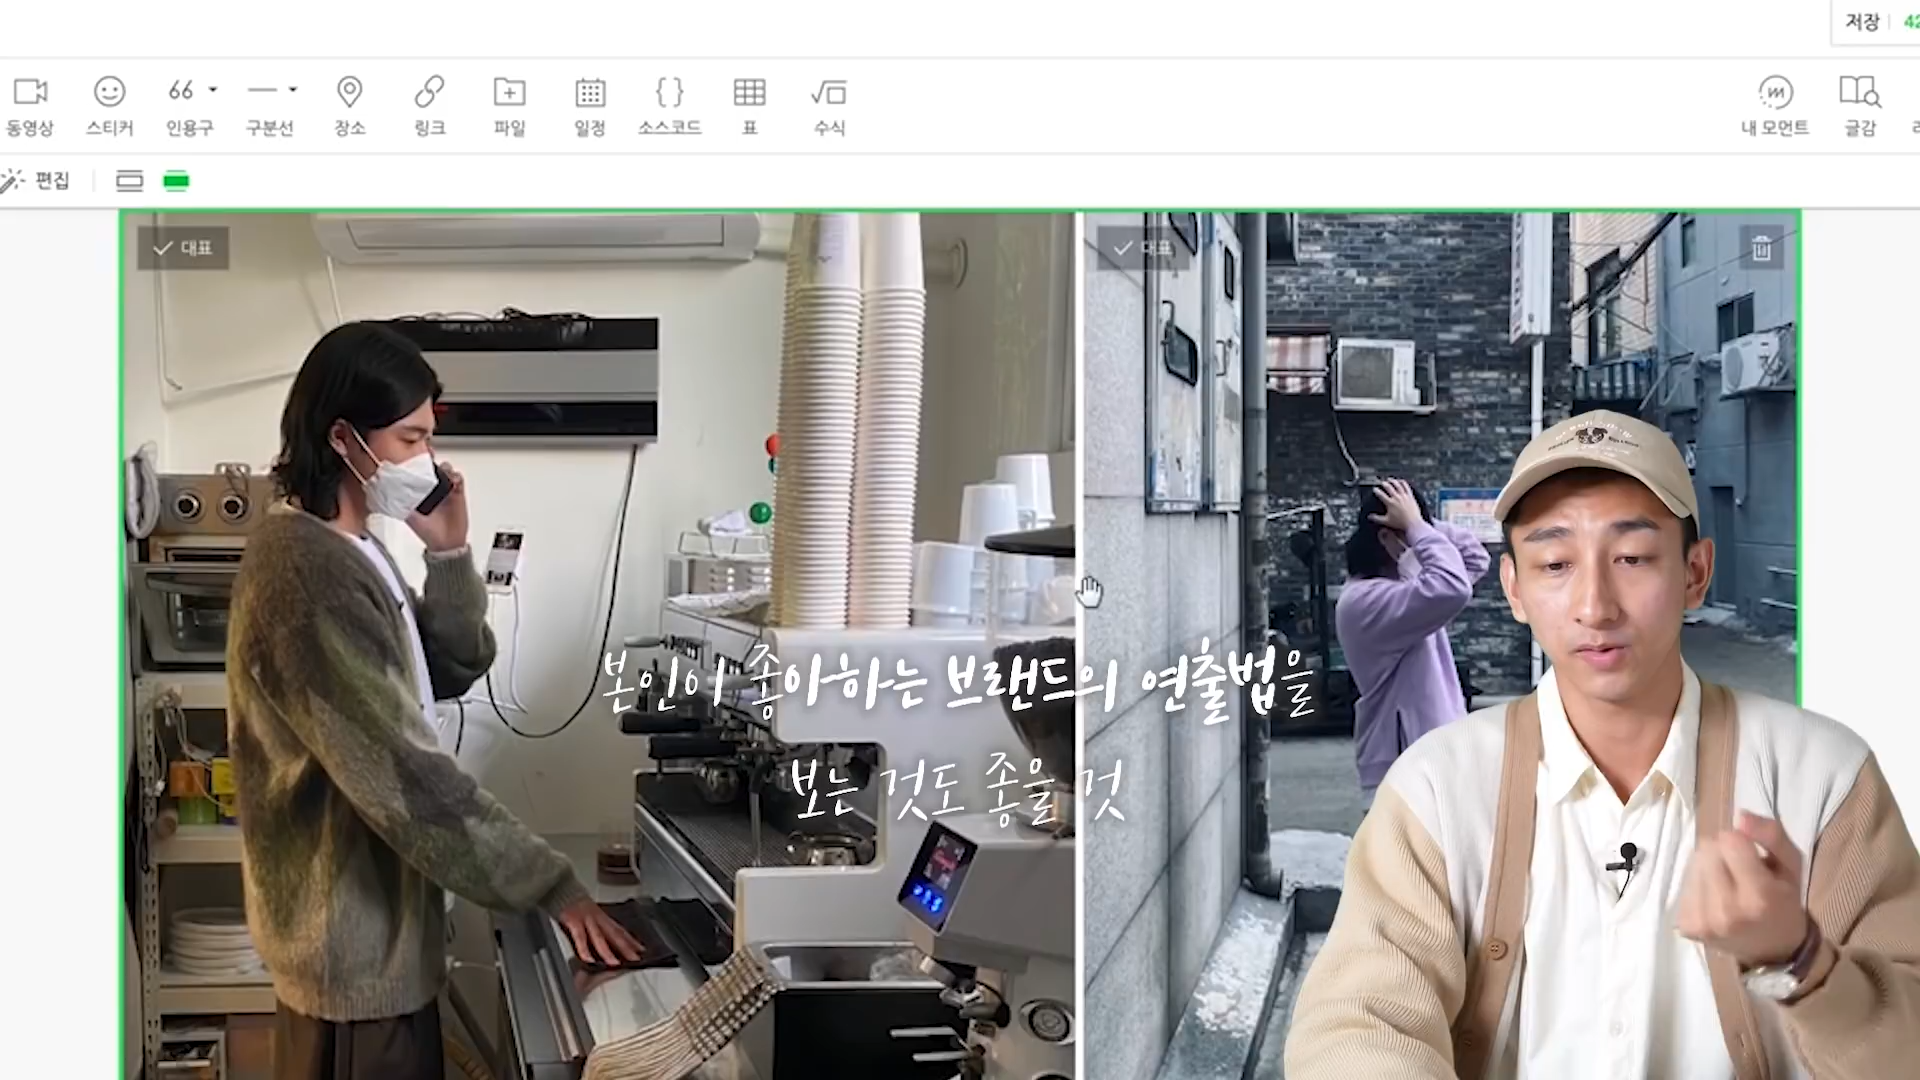 저장
동영상
스티커
인용구
구분선
장소
링크
파일
일정
소스코드
표
수식
내 모먼트
글감
편집
대표
대표
본인이 좋아하는 브랜드의 연출법을
보는 것도 좋을 것